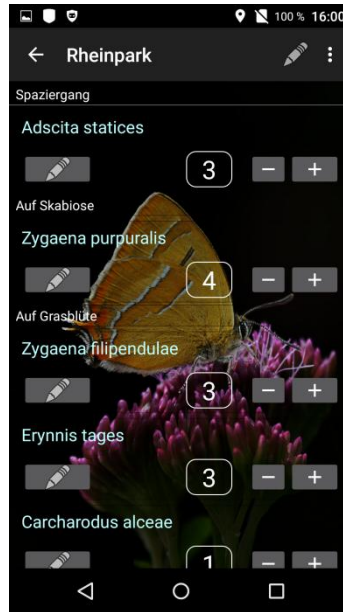 100 % 16:00
Rheinpark
Spaziergang
Adscita statices
3 − +
Auf Skabiose
Zygaena purpuralis
4 − +
Auf Grasblüte
Zygaena filipendulae
3 − +
Erynnis tages
3 − +
Carcharodus alceae
1 − +